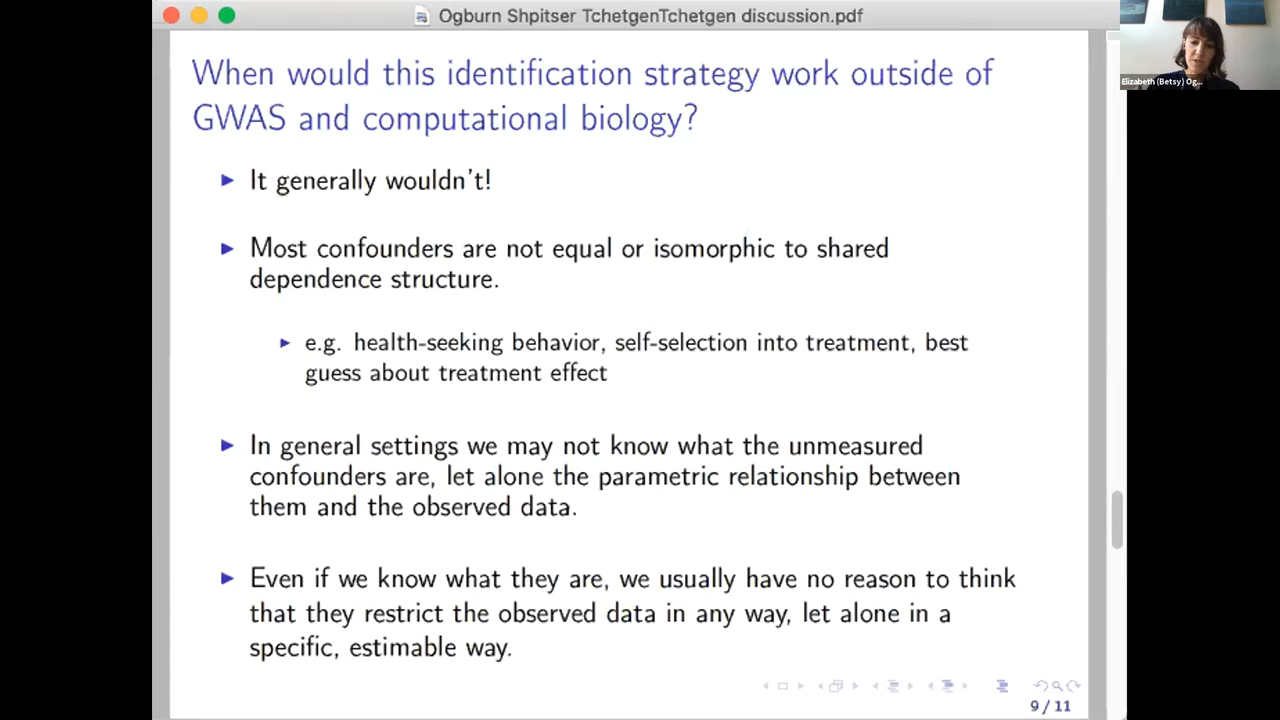 Ogburn Shpitser TchetgenTchetgen discussion.pdf
Elizabeth (Betsy) Og...
When would this identification strategy work outside of
GWAS and computational biology?
It generally wouldn't!
Most confounders are not equal or isomorphic to shared
dependence structure.
e.g. health-seeking behavior, self-selection into treatment, best
guess about treatment effect
In general settings we may not know what the unmeasured
confounders are, let alone the parametric relationship between
them and the observed data.
Even if we know what they are, we usually have no reason to think
that they restrict the observed data in any way, let alone in a
specific, estimable way.
9 / 11